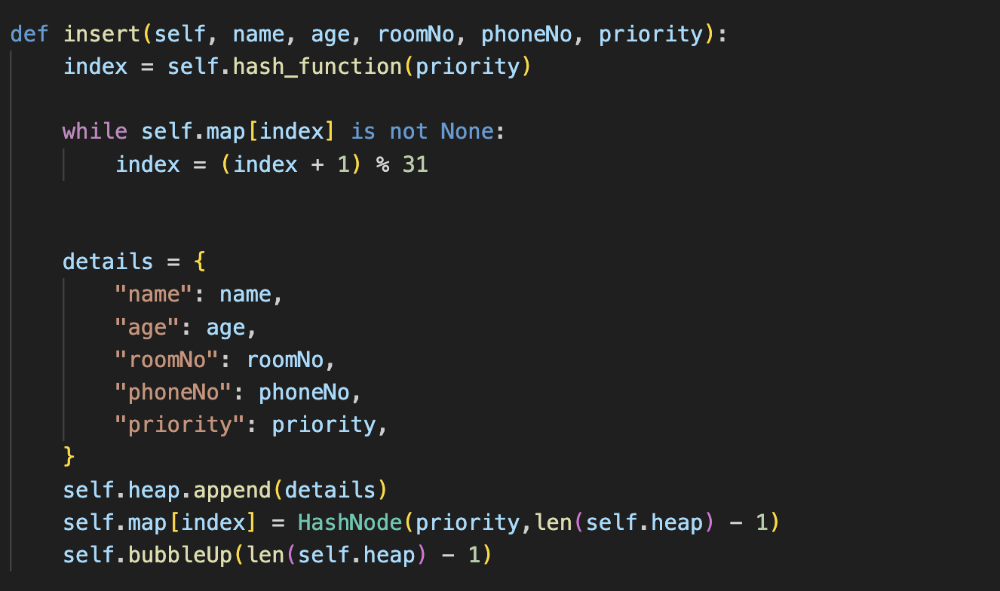 def insert(self, name, age, roomNo, phoneNo, priority):
    index = self.hash_function(priority)

    while self.map[index] is not None:
        index = (index + 1) % 31


    details = {
        "name": name,
        "age": age,
        "roomNo": roomNo,
        "phoneNo": phoneNo,
        "priority": priority,
    }
    self.heap.append(details)
    self.map[index] = HashNode(priority,len(self.heap) - 1)
    self.bubbleUp(len(self.heap) - 1)